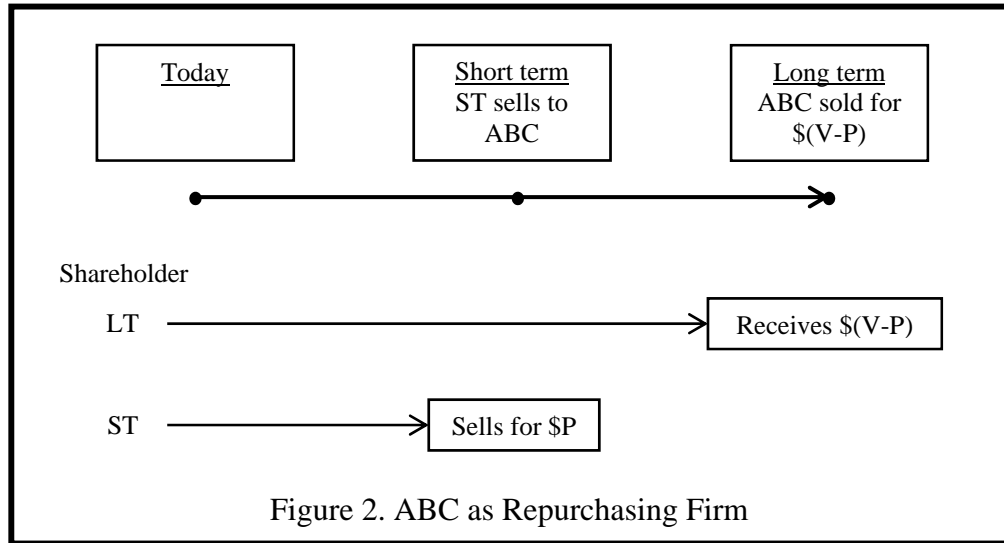 Today
Short term
ST sells to
ABC
Long term
ABC sold for
$(V-P)
Shareholder
LT
Receives $(V-P)
ST
Sells for $P
Figure 2. ABC as Repurchasing Firm